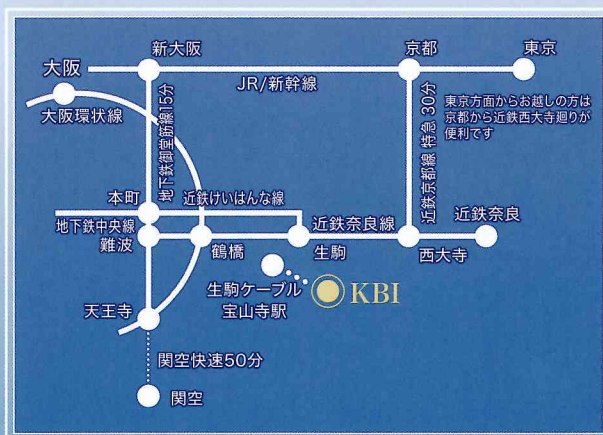 新大阪
京都
東京
大阪
JR/新幹線
大阪環状線
地下鉄御堂筋線15分
近鉄京都線 特急 30分
東京方面からお越しの方は
京都から近鉄西大寺廻りが
便利です
本町
近鉄けいはんな線
地下鉄中央線
難波
鶴橋
近鉄奈良線
生駒
西大寺
近鉄奈良
生駒ケーブル
宝山寺駅
KBI
天王寺
関空快速50分
関空